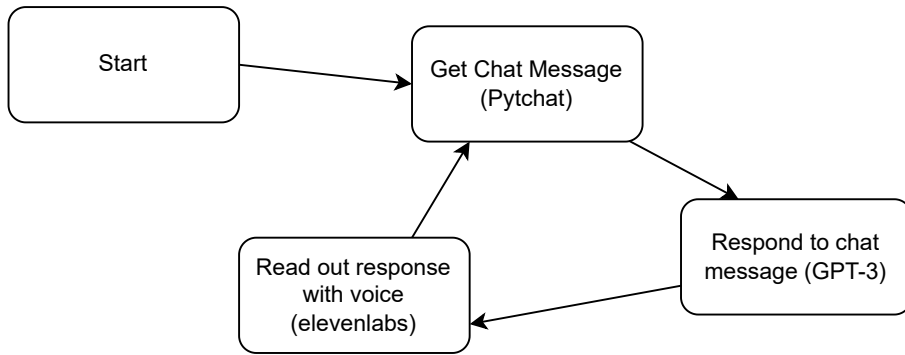 Start
Get Chat Message
(Pytchat)
Respond to chat
message (GPT-3)
Read out response
with voice
(elevenlabs)